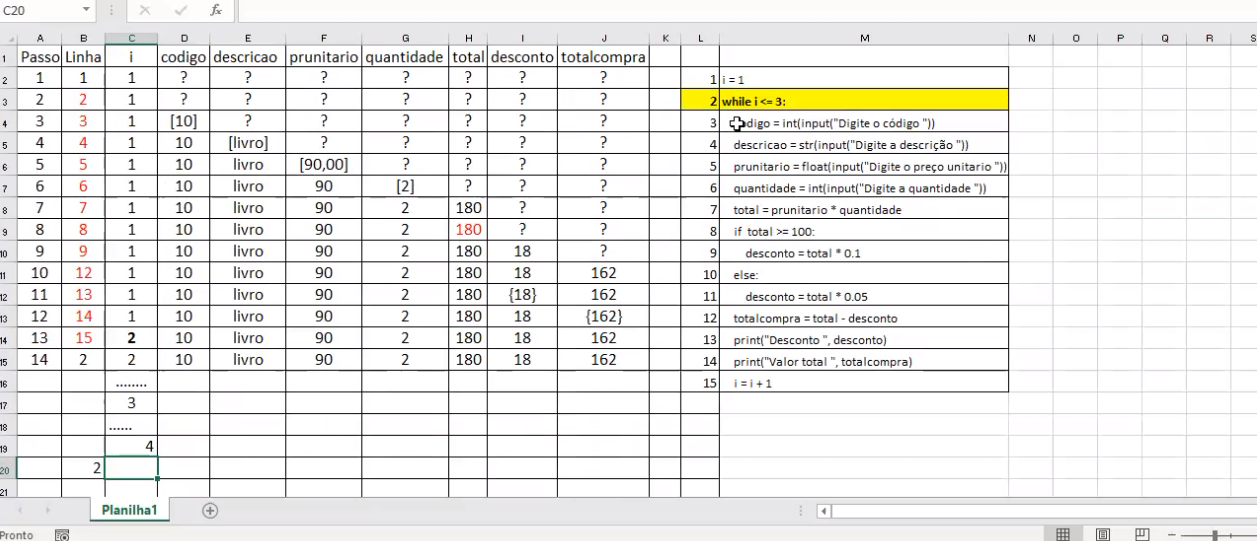 C20 fx
A B C D E F G H I J K L M N O P Q R S
1 Passo Linha i codigo descricao prunitario quantidade total desconto totalcompra
2 1 1 1 ? ? ? ? ? ? ? 1 i = 1
3 2 2 1 ? ? ? ? ? ? ? 2 while i <= 3:
4 3 3 1 [10] ? ? ? ? ? ? 3 digo = int(input("Digite o código "))
5 4 4 1 10 [livro] ? ? ? ? ? 4 descricao = str(input("Digite a descrição "))
6 5 5 1 10 livro [90,00] ? ? ? ? 5 prunitario = float(input("Digite o preço unitario "))
7 6 6 1 10 livro 90 [2] ? ? ? 6 quantidade = int(input("Digite a quantidade "))
8 7 7 1 10 livro 90 2 180 ? ? 7 total = prunitario * quantidade
9 8 8 1 10 livro 90 2 180 ? ? 8 if total >= 100:
10 9 9 1 10 livro 90 2 180 18 ? 9 desconto = total * 0.1
11 10 12 1 10 livro 90 2 180 18 162 10 else:
12 11 13 1 10 livro 90 2 180 {18} 162 11 desconto = total * 0.05
13 12 14 1 10 livro 90 2 180 18 {162} 12 totalcompra = total - desconto
14 13 15 2 10 livro 90 2 180 18 162 13 print("Desconto ", desconto)
15 14 2 2 10 livro 90 2 180 18 162 14 print("Valor total ", totalcompra)
16 ........ 15 i = i + 1
17 3
18 ......
19 4
20 2
21
Planilha1
Pronto